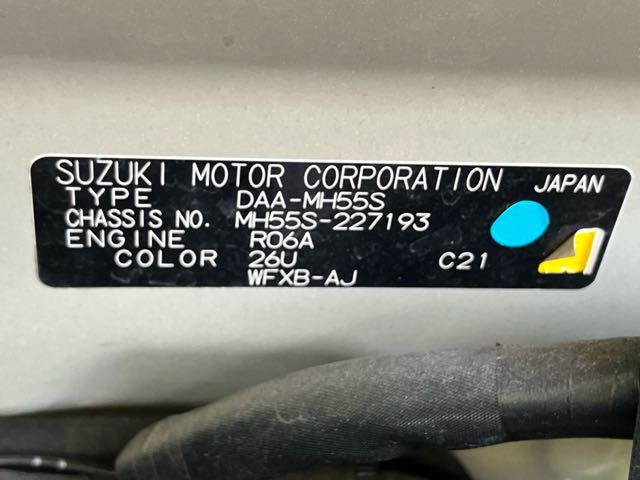 SUZUKI MOTOR CORPORATION JAPAN
TYPE DAA-MH55S
CHASSIS NO. MH55S-227193
ENGINE R06A
COLOR 26U C21
WFXB-AJ